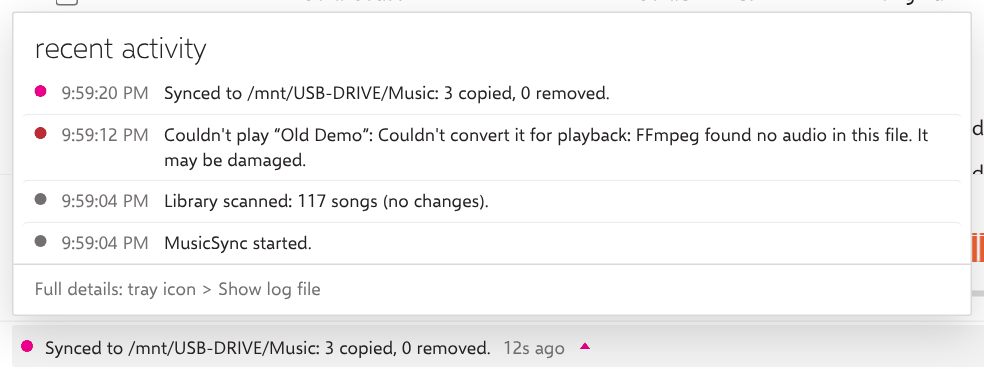 recent activity
9:59:20 PM Synced to /mnt/USB-DRIVE/Music: 3 copied, 0 removed.
9:59:12 PM Couldn't play “Old Demo”: Couldn't convert it for playback: FFmpeg found no audio in this file. It
may be damaged.
9:59:04 PM Library scanned: 117 songs (no changes).
9:59:04 PM MusicSync started.
Full details: tray icon > Show log file
Synced to /mnt/USB-DRIVE/Music: 3 copied, 0 removed. 12s ago